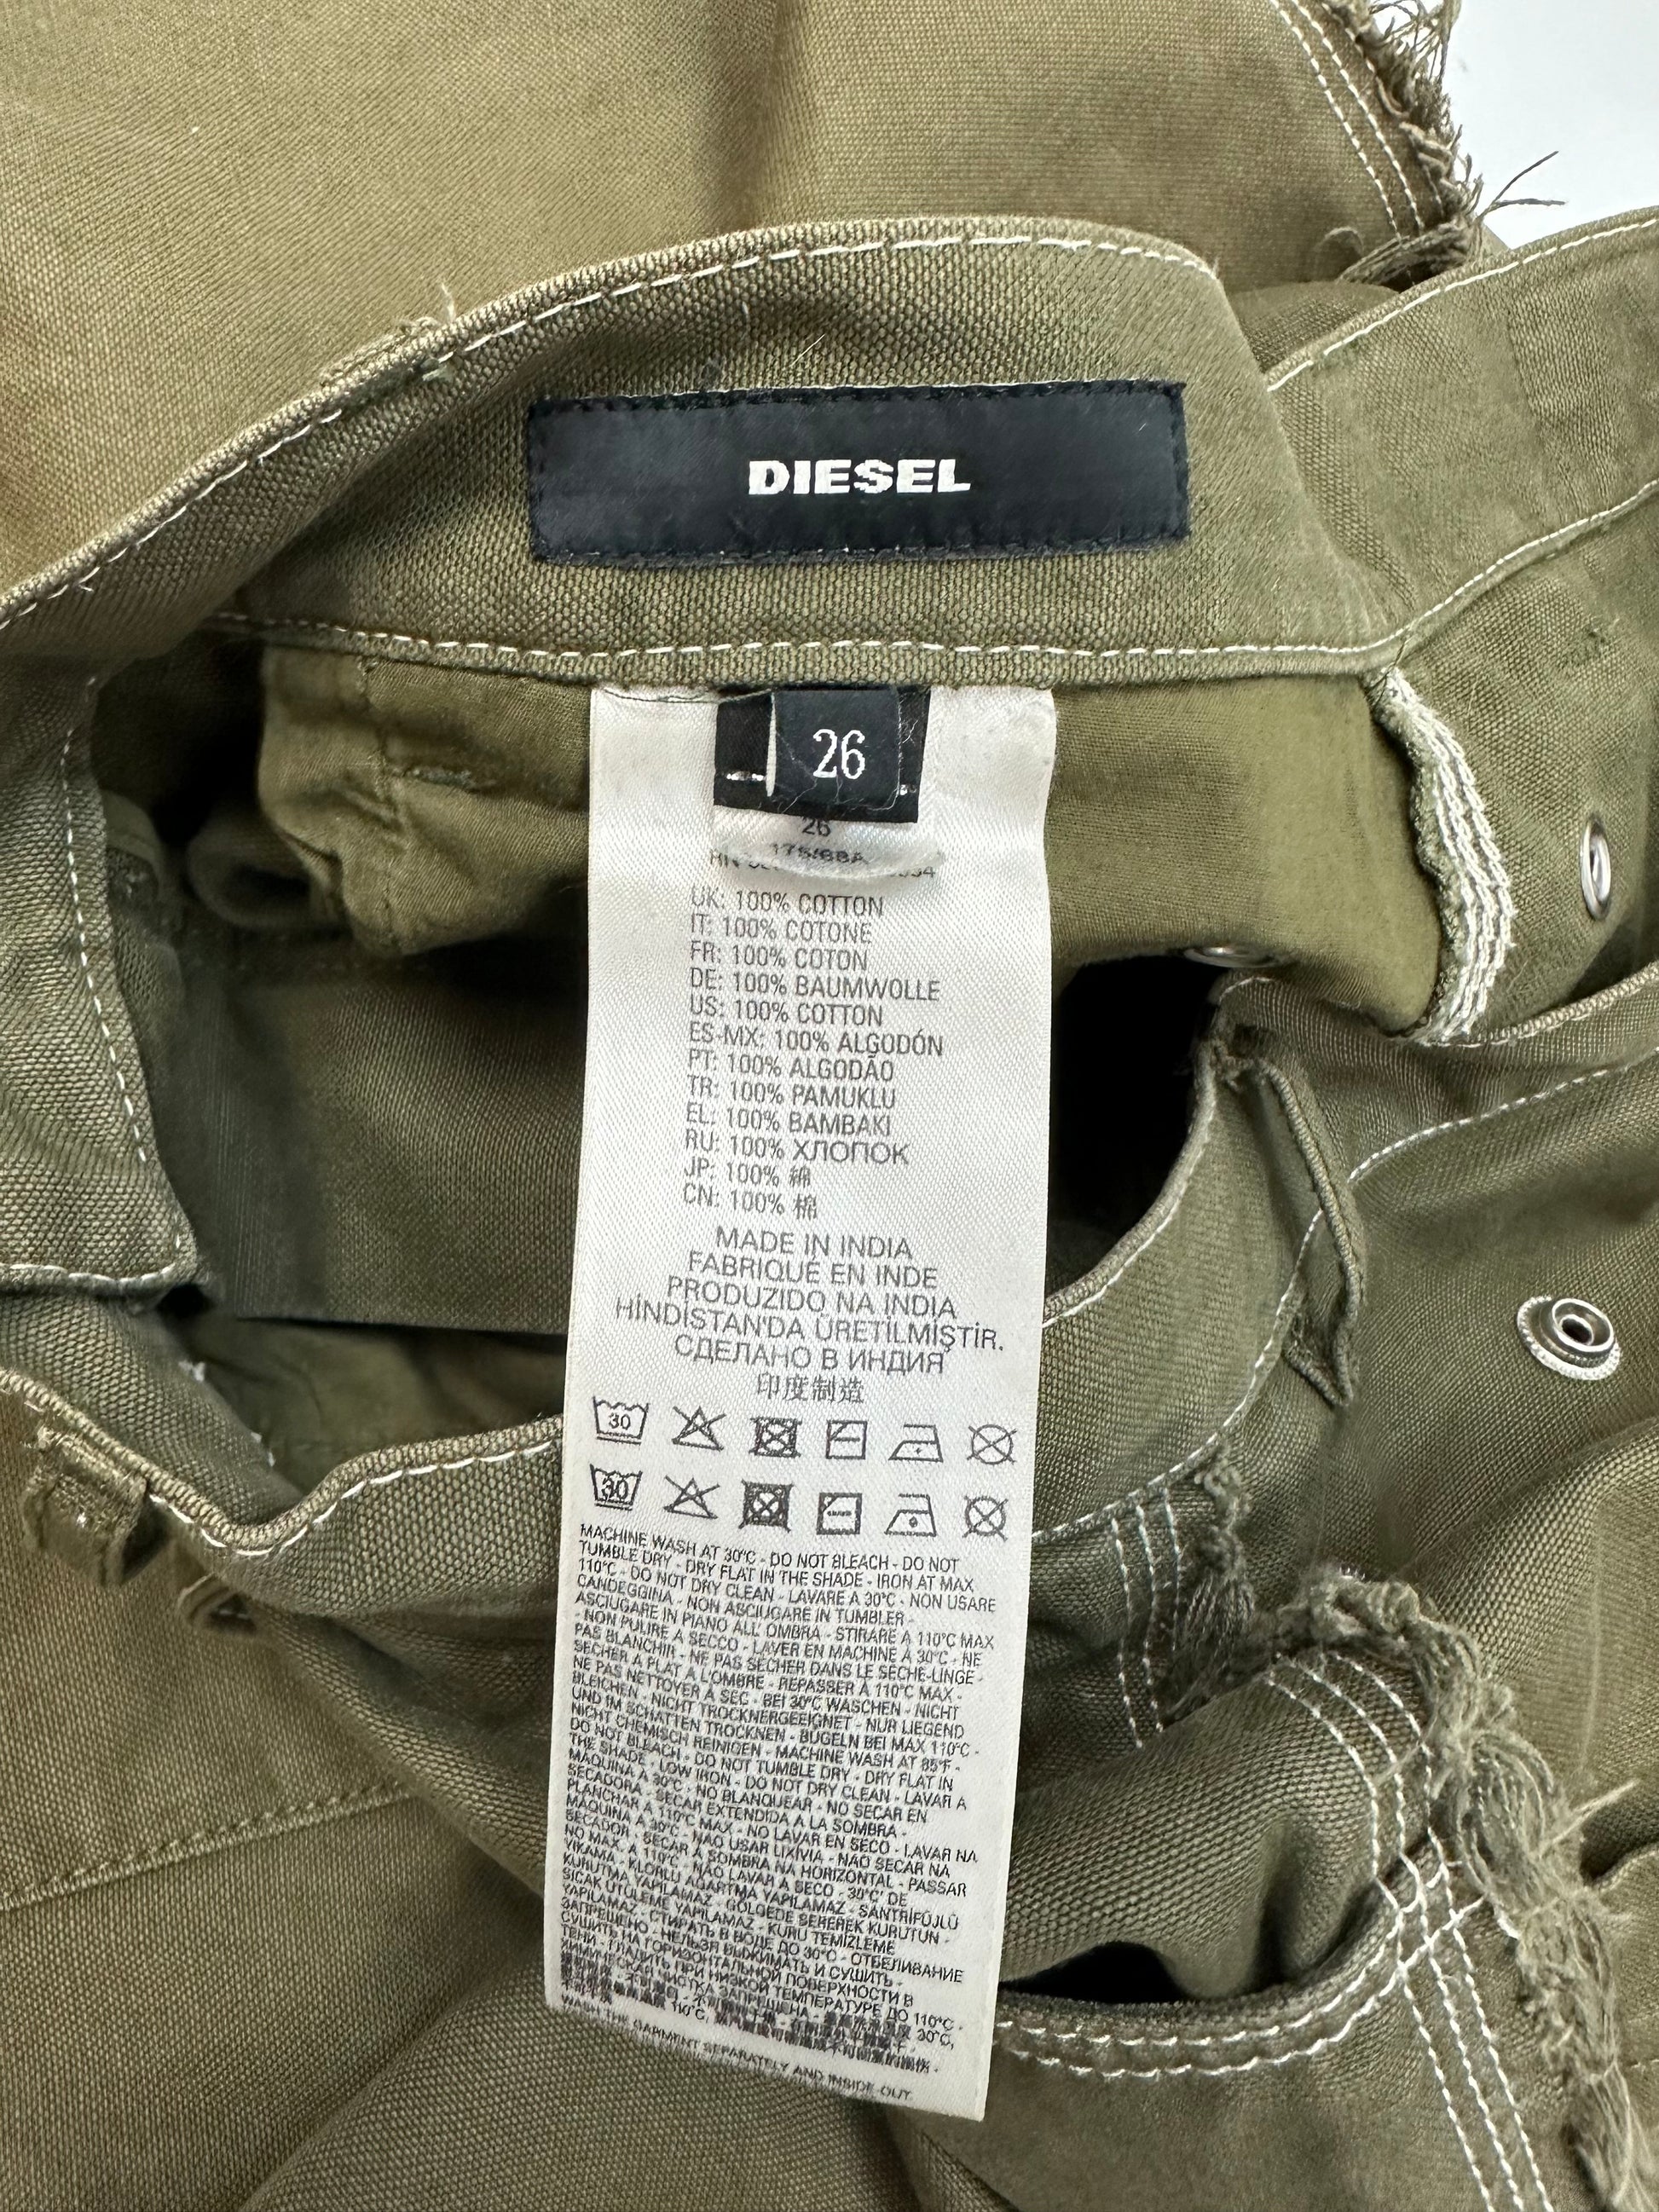 DIESEL
26
26
175/68A
UK: 100% COTTON
IT: 100% COTONE
FR: 100% COTON
DE: 100% BAUMWOLLE
US: 100% COTTON
ES-MX: 100% ALGODÓN
PT: 100% ALGODÃO
TR: 100% PAMUKLU
EL: 100% BAMBAKI
RU: 100% ХЛОПОК
JP: 100% 綿
CN: 100% 棉
MADE IN INDIA
FABRIQUÉ EN INDE
PRODUZIDO NA INDIA
HİNDİSTAN'DA ÜRETİLMİŞTİR.
СДЕЛАНО В ИНДИЯ
印度制造
30
30
MACHINE WASH AT 30°C - DO NOT BLEACH - DO NOT
TUMBLE DRY - DRY FLAT IN THE SHADE - IRON AT MAX
110°C - DO NOT DRY CLEAN - LAVARE A 30°C - NON USARE
CANDEGGINA - NON ASCIUGARE IN TUMBLER -
ASCIUGARE IN PIANO ALL' OMBRA - STIRARE A 110°C MAX
- NON PULIRE A SECCO - LAVER EN MACHINE À 30°C - NE
PAS BLANCHIR - NE PAS SÉCHER DANS LE SÈCHE-LINGE -
SÉCHER À PLAT À L'OMBRE - REPASSER À 110°C MAX -
NE PAS NETTOYER À SEC - BEI 30°C WASCHEN - NICHT
BLEICHEN - NICHT TROCKNERGEEIGNET - NUR LIEGEND
UND IM SCHATTEN TROCKNEN - BÜGELN BEI MAX 110°C -
NICHT CHEMISCH REINIGEN - MACHINE WASH AT 85°F -
DO NOT BLEACH - DO NOT TUMBLE DRY - DRY FLAT IN
THE SHADE - LOW IRON - DO NOT DRY CLEAN - LAVAR A
MÁQUINA A 30°C - NO BLANQUEAR - NO SECAR EN
SECADORA - SECAR EXTENDIDA A LA SOMBRA -
PLANCHAR A 110°C MAX - NO LAVAR EN SECO - LAVAR NA
MÁQUINA A 30°C - NÃO USAR LIXÍVIA - NÃO SECAR NA
SECADOR, SECAR À SOMBRA NA HORIZONTAL - PASSAR
NO MAX. A 110°C - NÃO LAVAR A SECO - 30°C' DE
YIKAMA - KLORLU AĞARTMA YAPILAMAZ - SANTRİFÜJLÜ
KURUTMA YAPILAMAZ - GÖLGEDE SEREREK KURUTUN -
SICAK ÜTÜLEME YAPILAMAZ - KURU TEMİZLEME
YAPILAMAZ - СТИРАТЬ В ВОДЕ ДО 30°C - ОТБЕЛИВАНИЕ
ЗАПРЕЩЕНО - НЕЛЬЗЯ ВЫЖИМАТЬ И СУШИТЬ -
СУШИТЬ НА ГОРИЗОНТАЛЬНОЙ ПОВЕРХНОСТИ В
ТЕНИ - ГЛАДИТЬ ПРИ НИЗКОЙ ТЕМПЕРАТУРЕ ДО 110°C -
ХИМИЧЕСКАЯ ЧИСТКА ЗАПРЕЩЕНА - 30°C,
110°C,
WASH THE GARMENT SEPARATELY AND INSIDE OUT